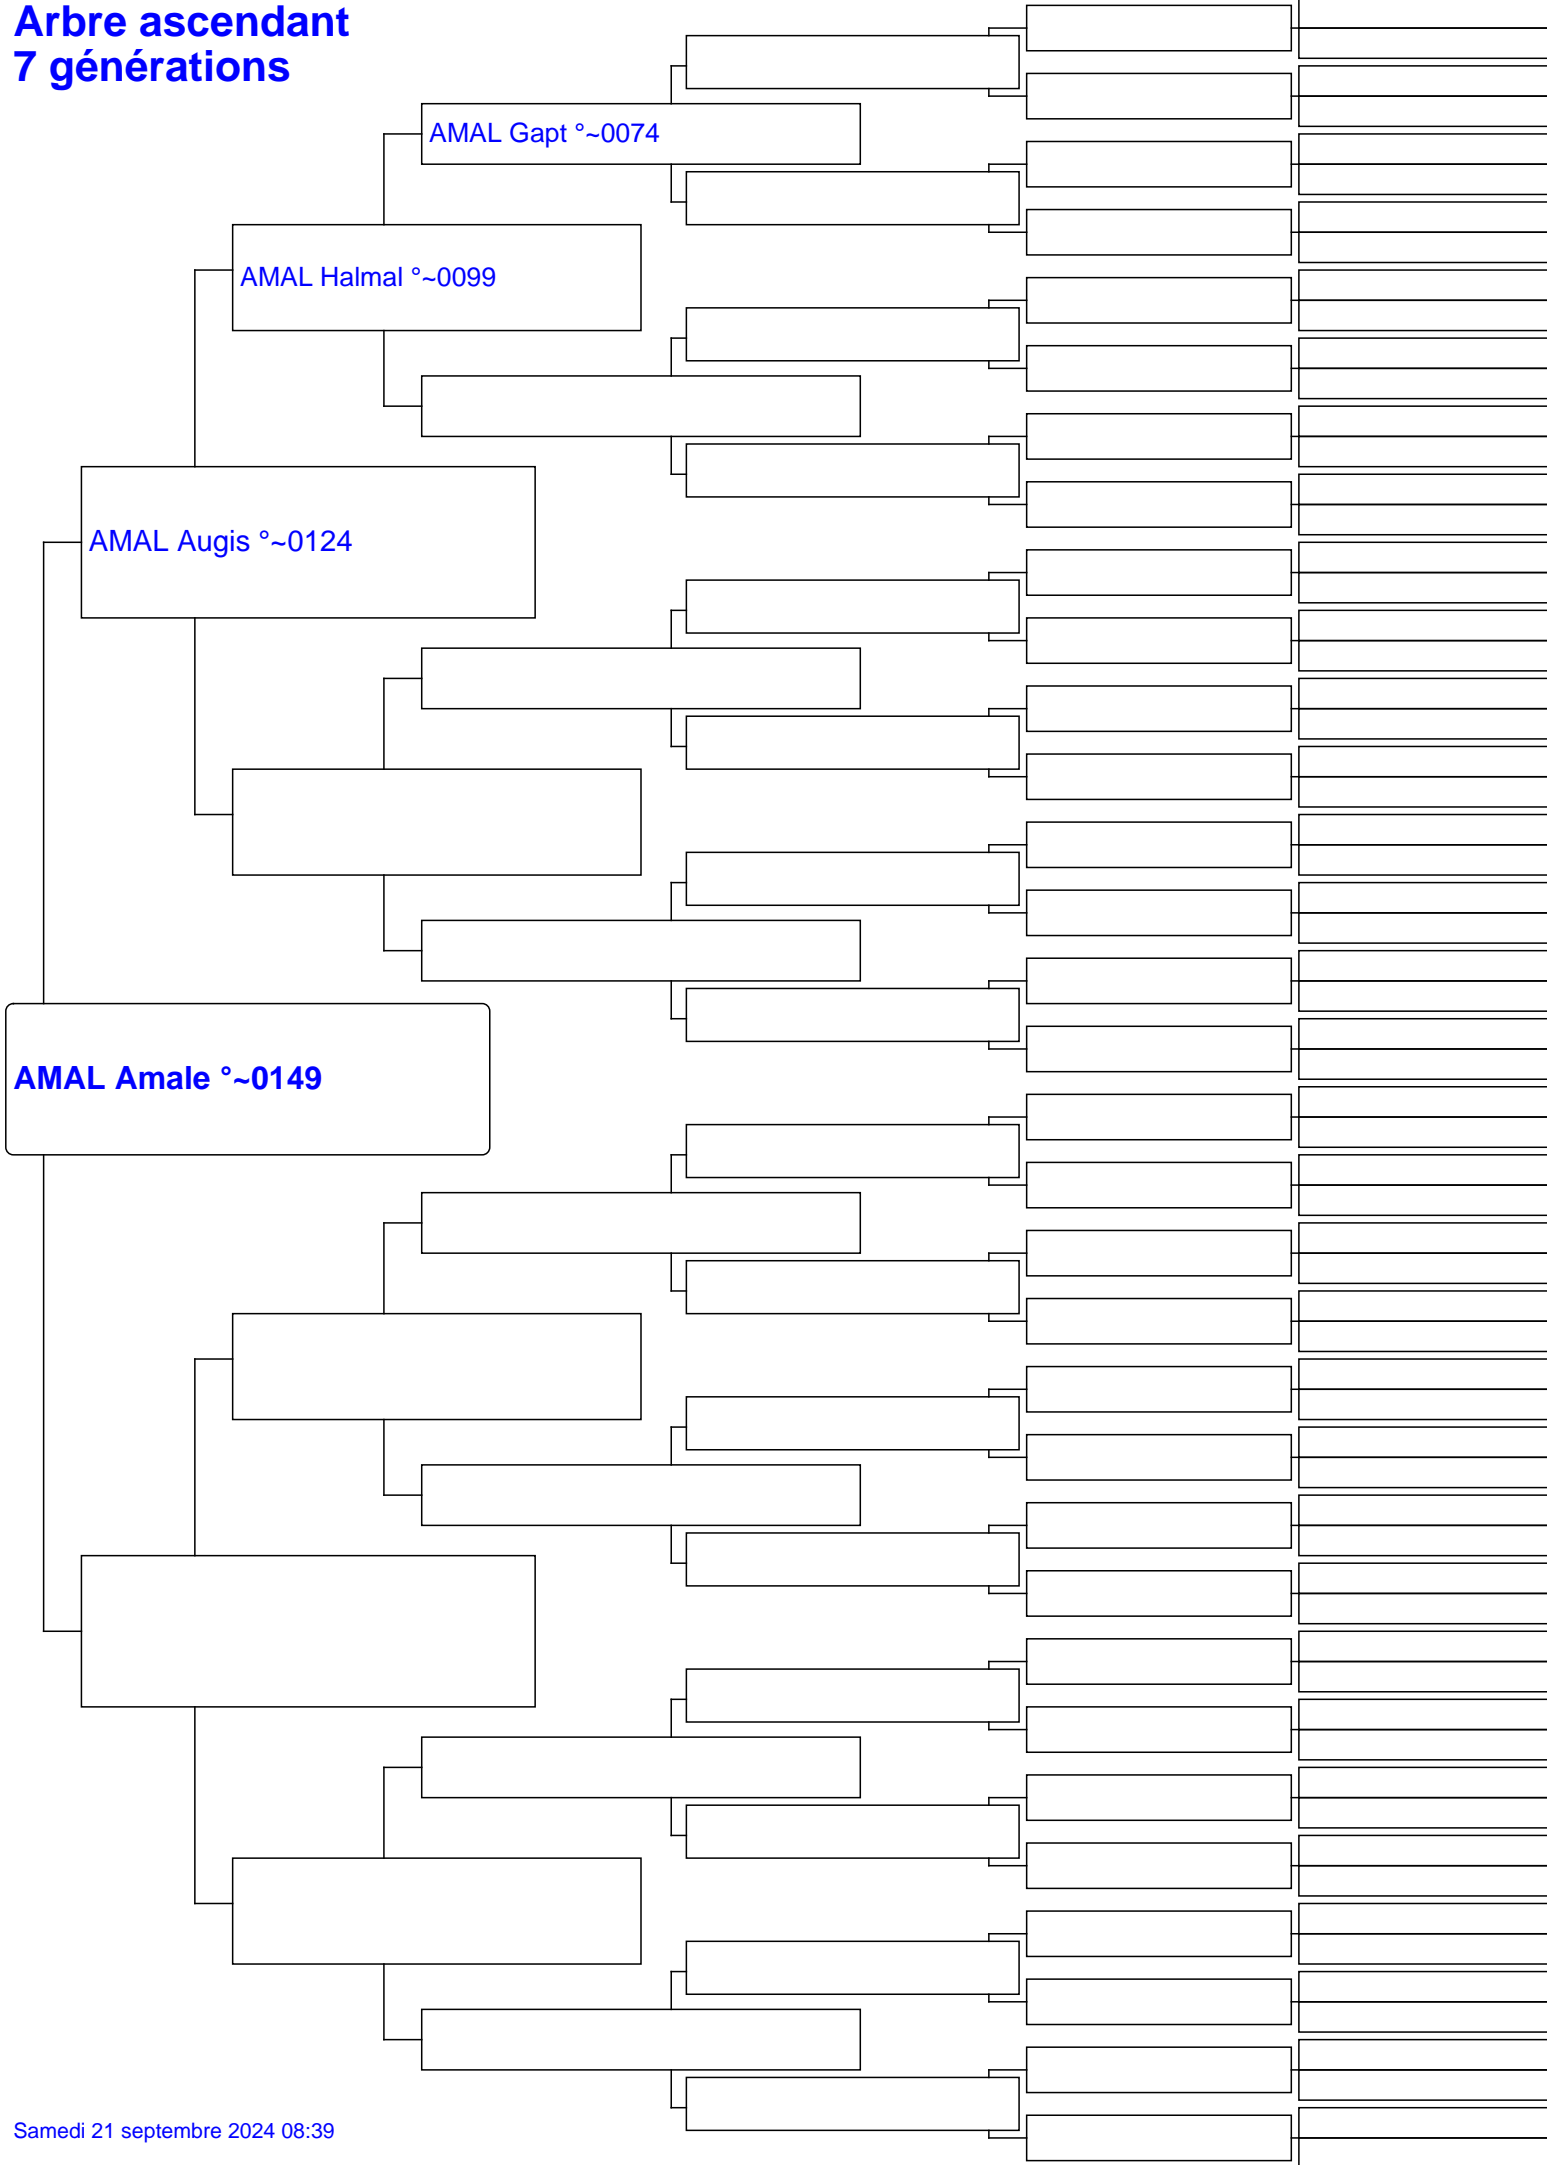 Arbre ascendant
7 générations
AMAL Gapt °~0074
AMAL Halmal °~0099
AMAL Augis °~0124
AMAL Amale °~0149
Samedi 21 septembre 2024 08:39